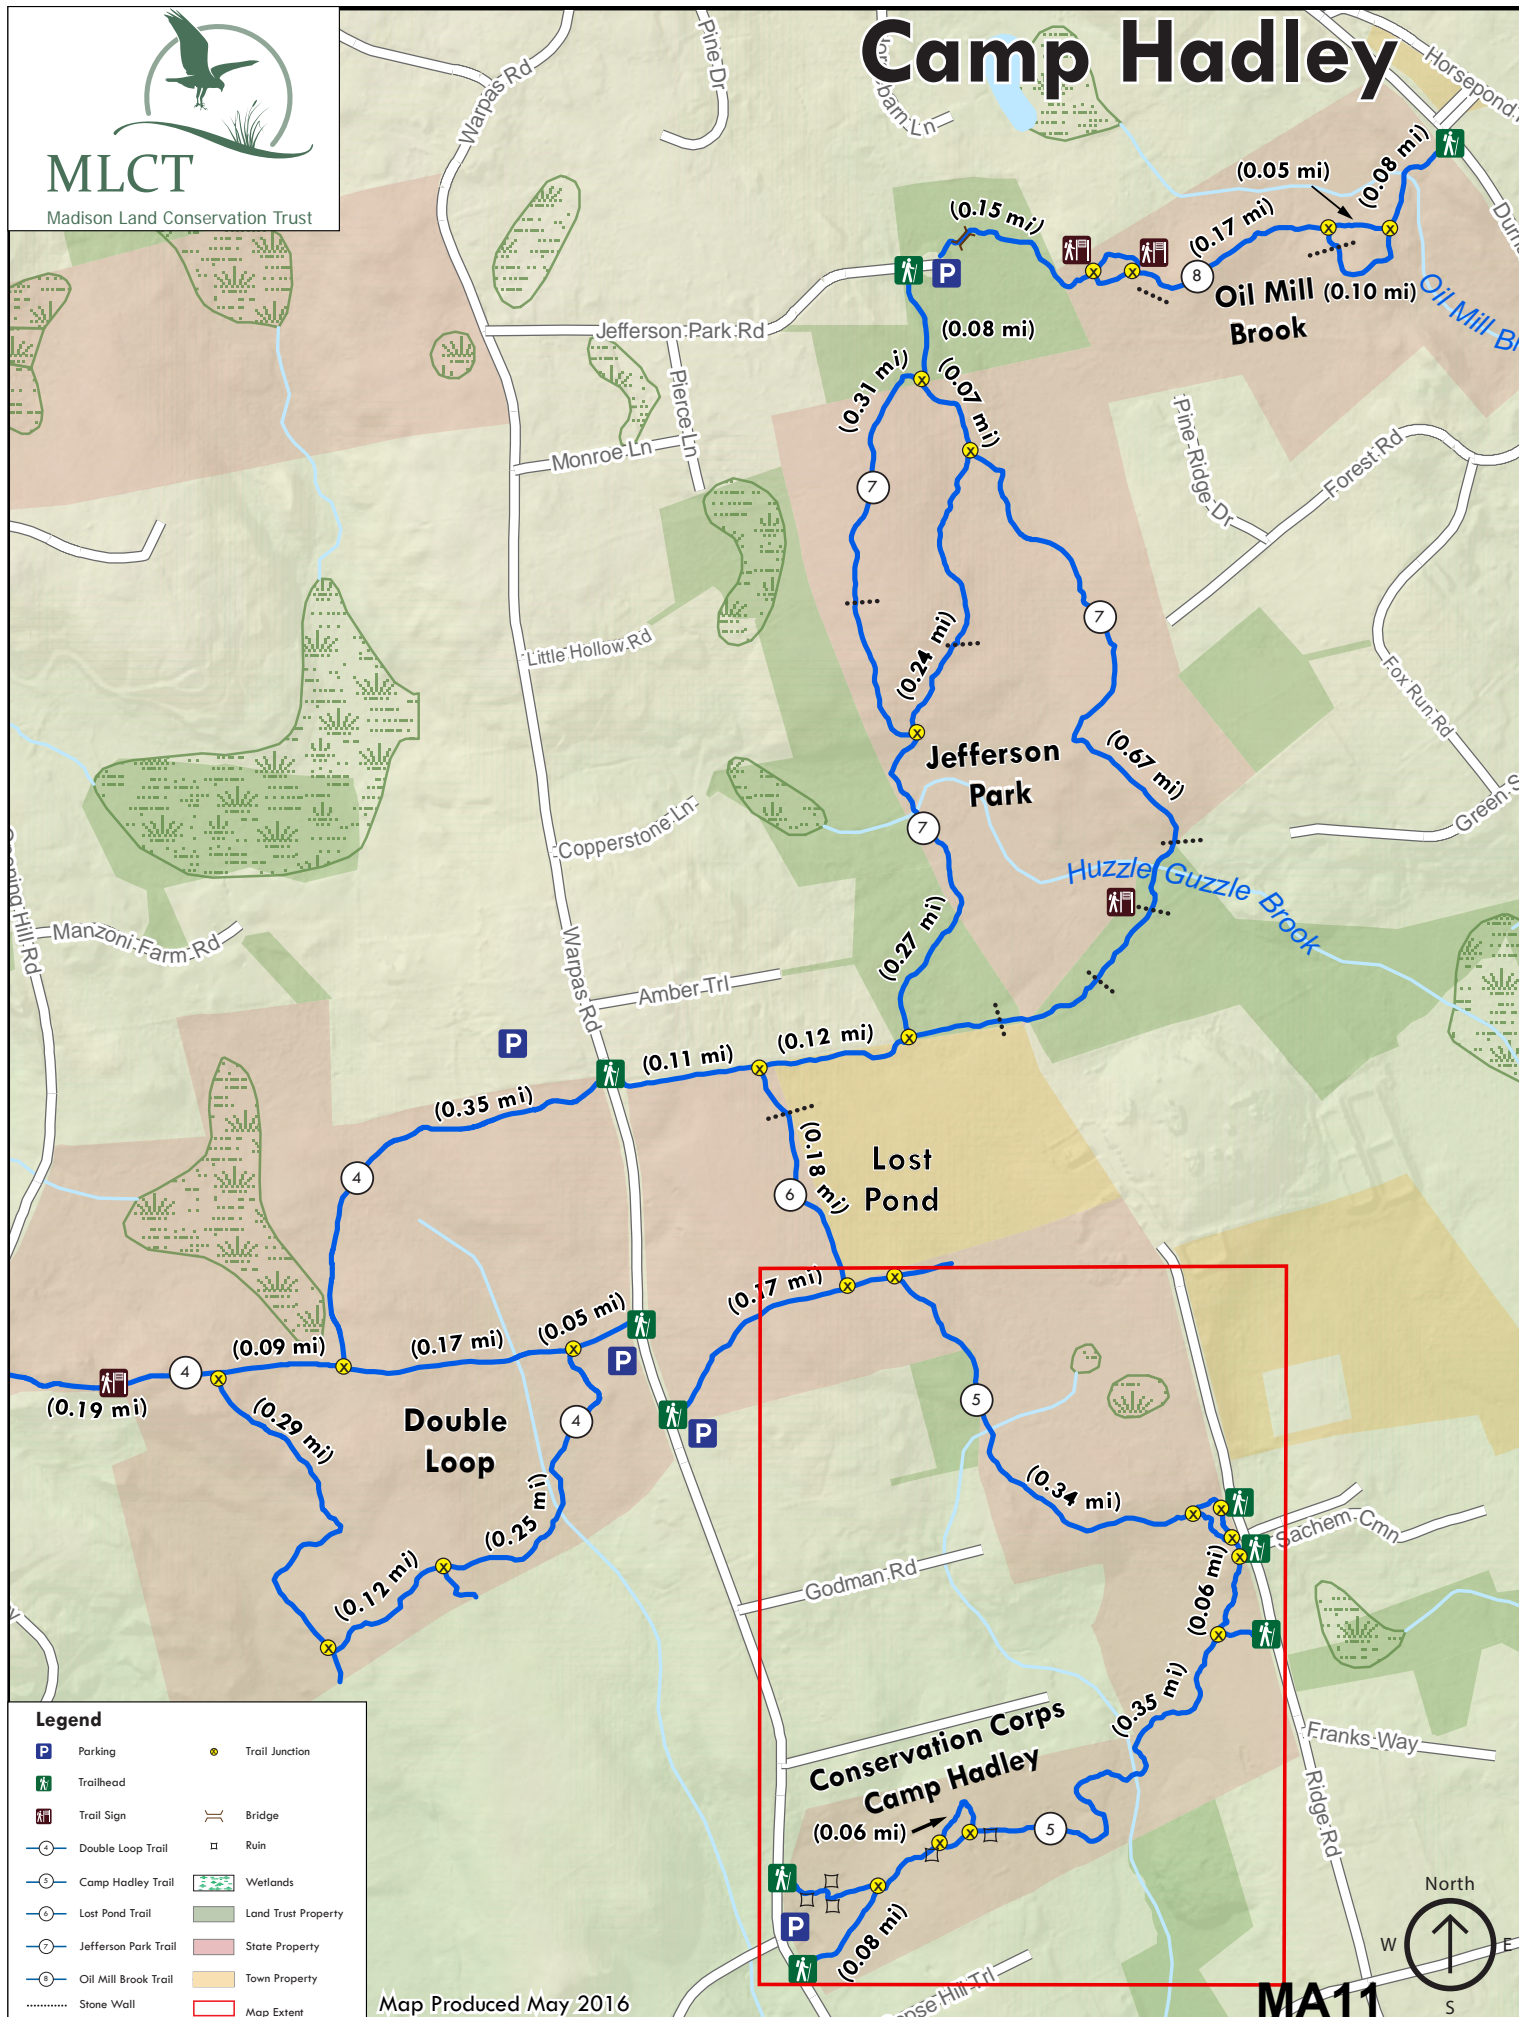 MLCT
Madison Land Conservation Trust
Camp Hadley
Warpas Rd
Pine Dr
Horsepond
(0.05 mi)
(0.08 mi)
(0.15 mi)
(0.17 mi)
8
Oil Mill
Brook
(0.10 mi)
Oil Mill
P
Jefferson Park Rd
(0.08 mi)
(0.31 mi)
(0.07 mi)
Pierce Ln
Monroe Ln
Pine Ridge Dr
Forest Rd
7
7
Little Hollow Rd
(0.24 mi)
Fox Run Rd
Jefferson
Park
(0.67 mi)
7
Copperstone Ln
Green
Huzzle Guzzle Brook
Hill Rd
Manzoni Farm Rd
(0.27 mi)
Warpas Rd
Amber Trl
P
(0.11 mi)
(0.12 mi)
(0.35 mi)
4
(0.18 mi)
Lost
Pond
6
(0.17 mi)
(0.05 mi)
(0.17 mi)
(0.09 mi)
4
P
(0.19 mi)
(0.29 mi)
Double
Loop
4
P
5
(0.34 mi)
(0.25 mi)
Sachem Cmn
(0.12 mi)
Godman Rd
(0.06 mi)
(0.35 mi)
Conservation Corps
Camp Hadley
(0.06 mi)
5
Franks Way
Ridge Rd
P
(0.08 mi)
Hill Trl
Legend
P Parking
Trail Junction
Trailhead
Trail Sign
Bridge
4 Double Loop Trail
Ruin
5 Camp Hadley Trail
Wetlands
6 Lost Pond Trail
Land Trust Property
7 Jefferson Park Trail
State Property
8 Oil Mill Brook Trail
Town Property
Stone Wall
Map Extent
Map Produced May 2016
MA11
North
W
E
S